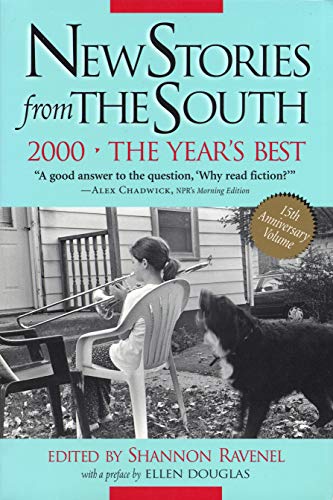 NEW STORIES
from THE SOUTH
2000 · THE YEAR'S BEST
“A good answer to the question, ‘Why read fiction?’”
—ALEX CHADWICK, NPR's Morning Edition
15th
Anniversary
Volume
EDITED BY SHANNON RAVENEL
with a preface by ELLEN DOUGLAS